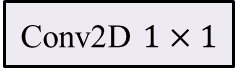 Conv2D 1 × 1